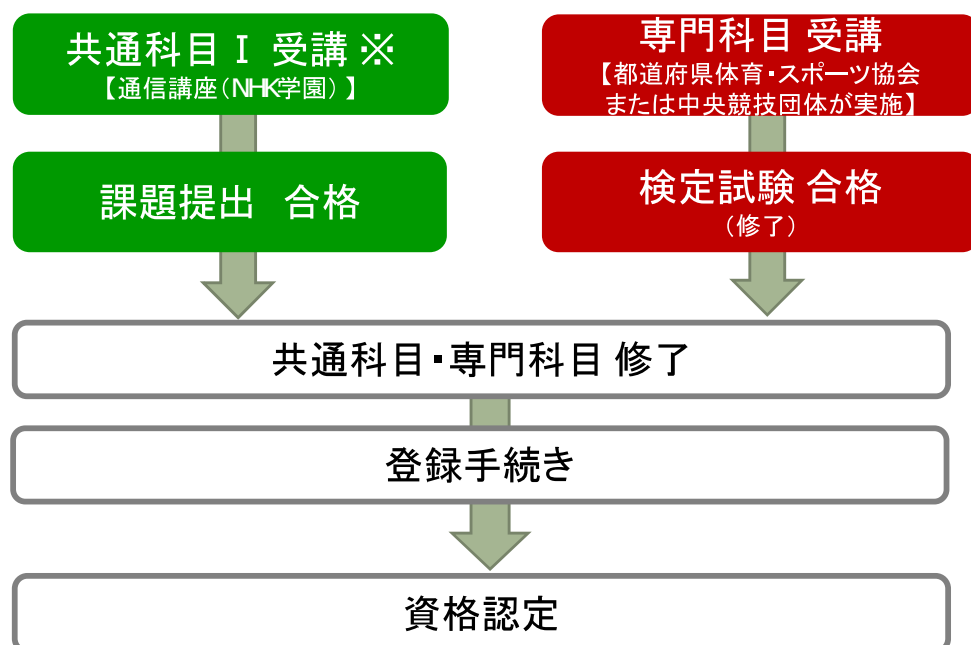 共通科目 Ⅰ 受講 ※
【通信講座(NHK学園)】
課題提出　合格
専門科目 受講
【都道府県体育・スポーツ協会
または中央競技団体が実施】
検定試験 合格
(修了)
共通科目・専門科目 修了
登録手続き
資格認定